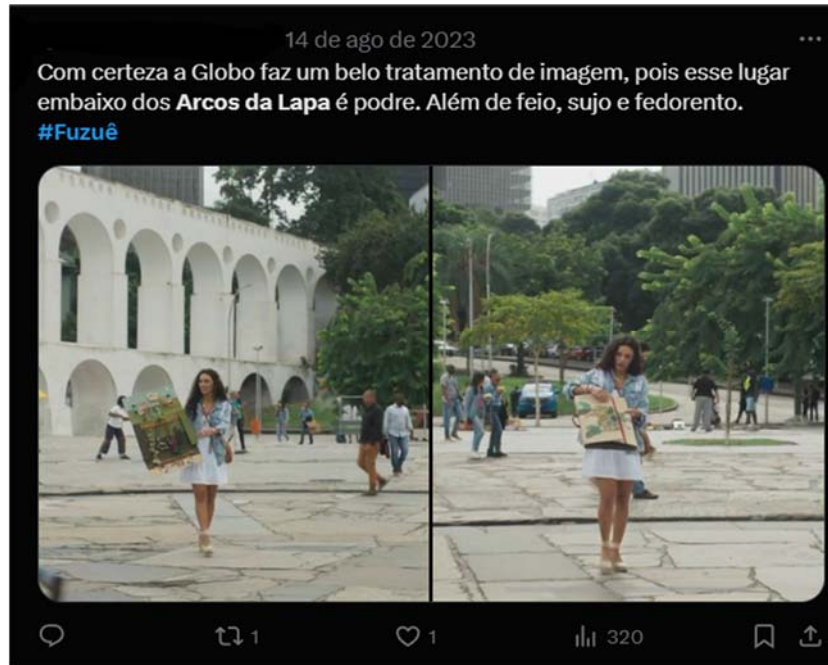 14 de ago de 2023
Com certeza a Globo faz um belo tratamento de imagem, pois esse lugar
embaixo dos Arcos da Lapa é podre. Além de feio, sujo e fedorento.
#Fuzuê
1
1
320